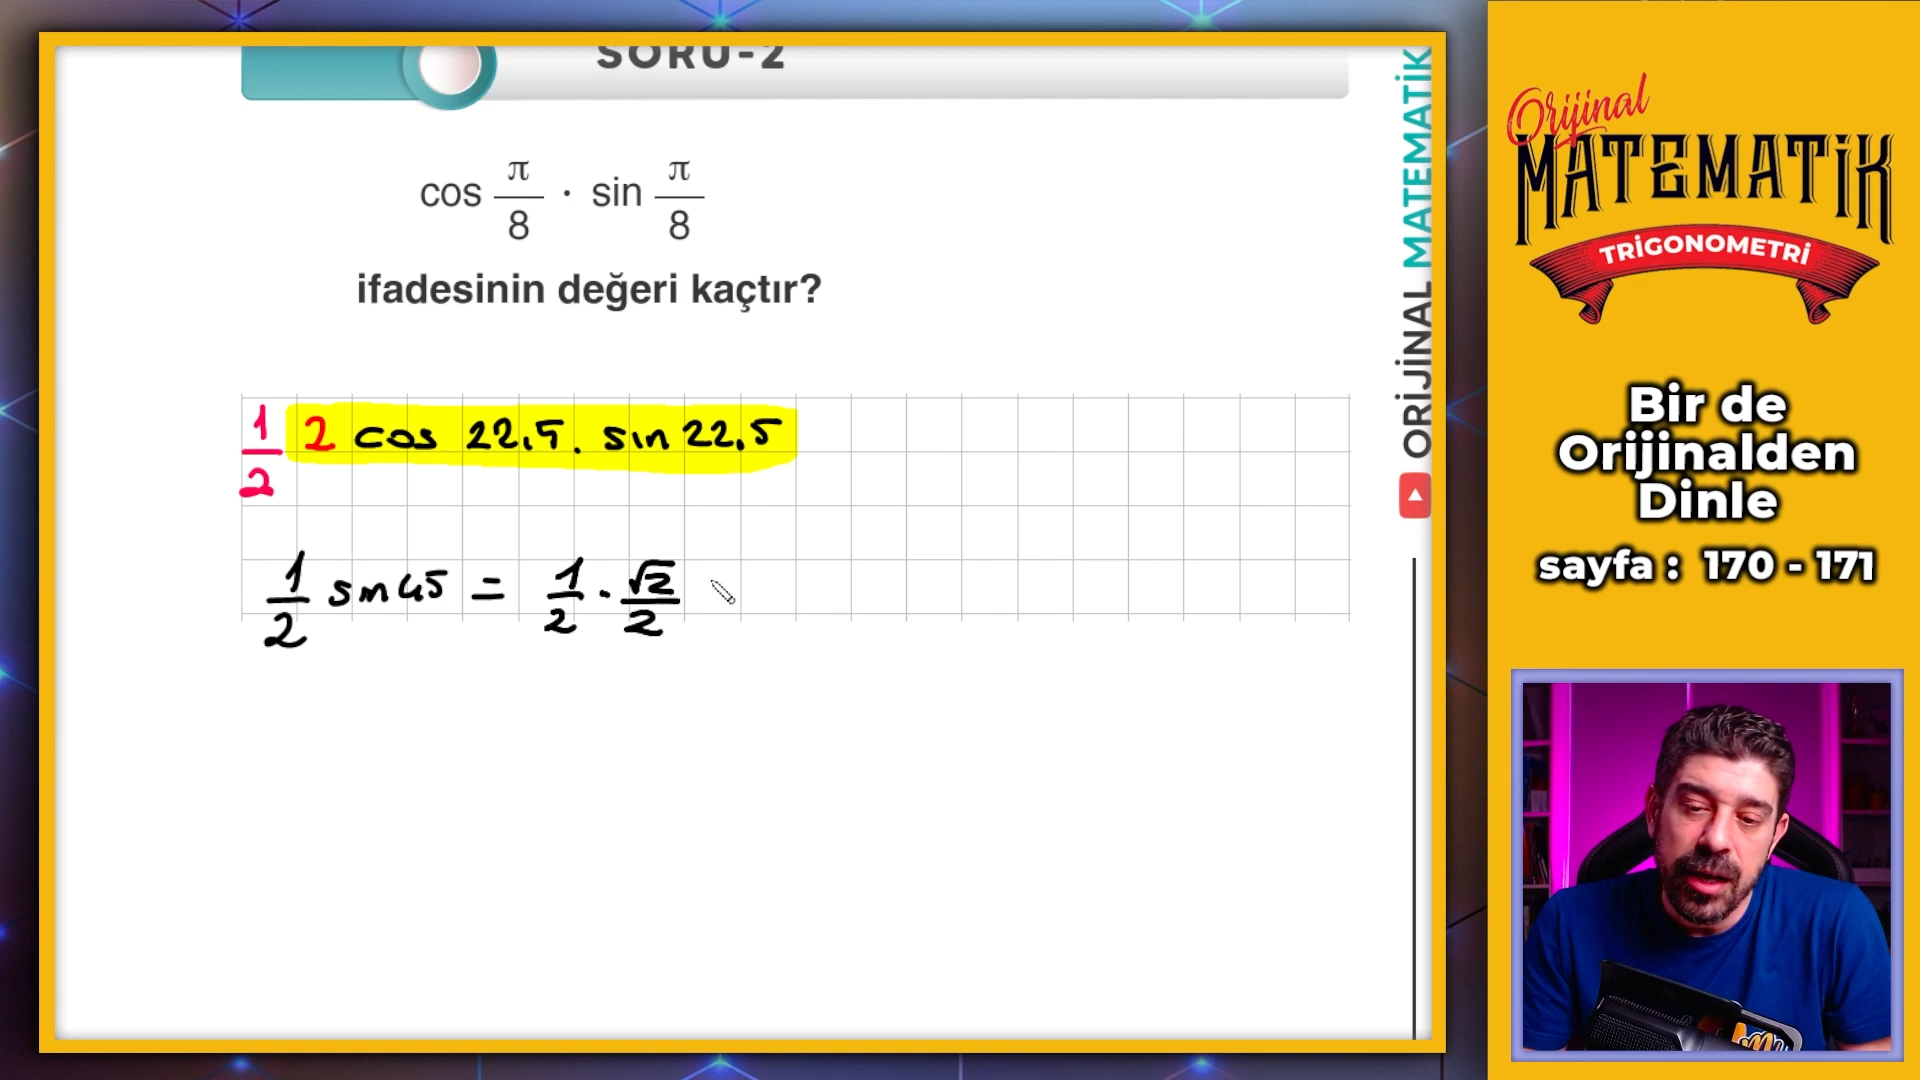 SORU-2
cos π/8 · sin π/8
ifadesinin değeri kaçtır?
1/2 2 cos 22,5 . sin 22,5
1/2 sin 45 = 1/2 · √2/2
ORİJİNAL MATEMATİK
Orijinal
MATEMATİK
TRİGONOMETRİ
Bir de
Orijinalden
Dinle
sayfa : 170 - 171